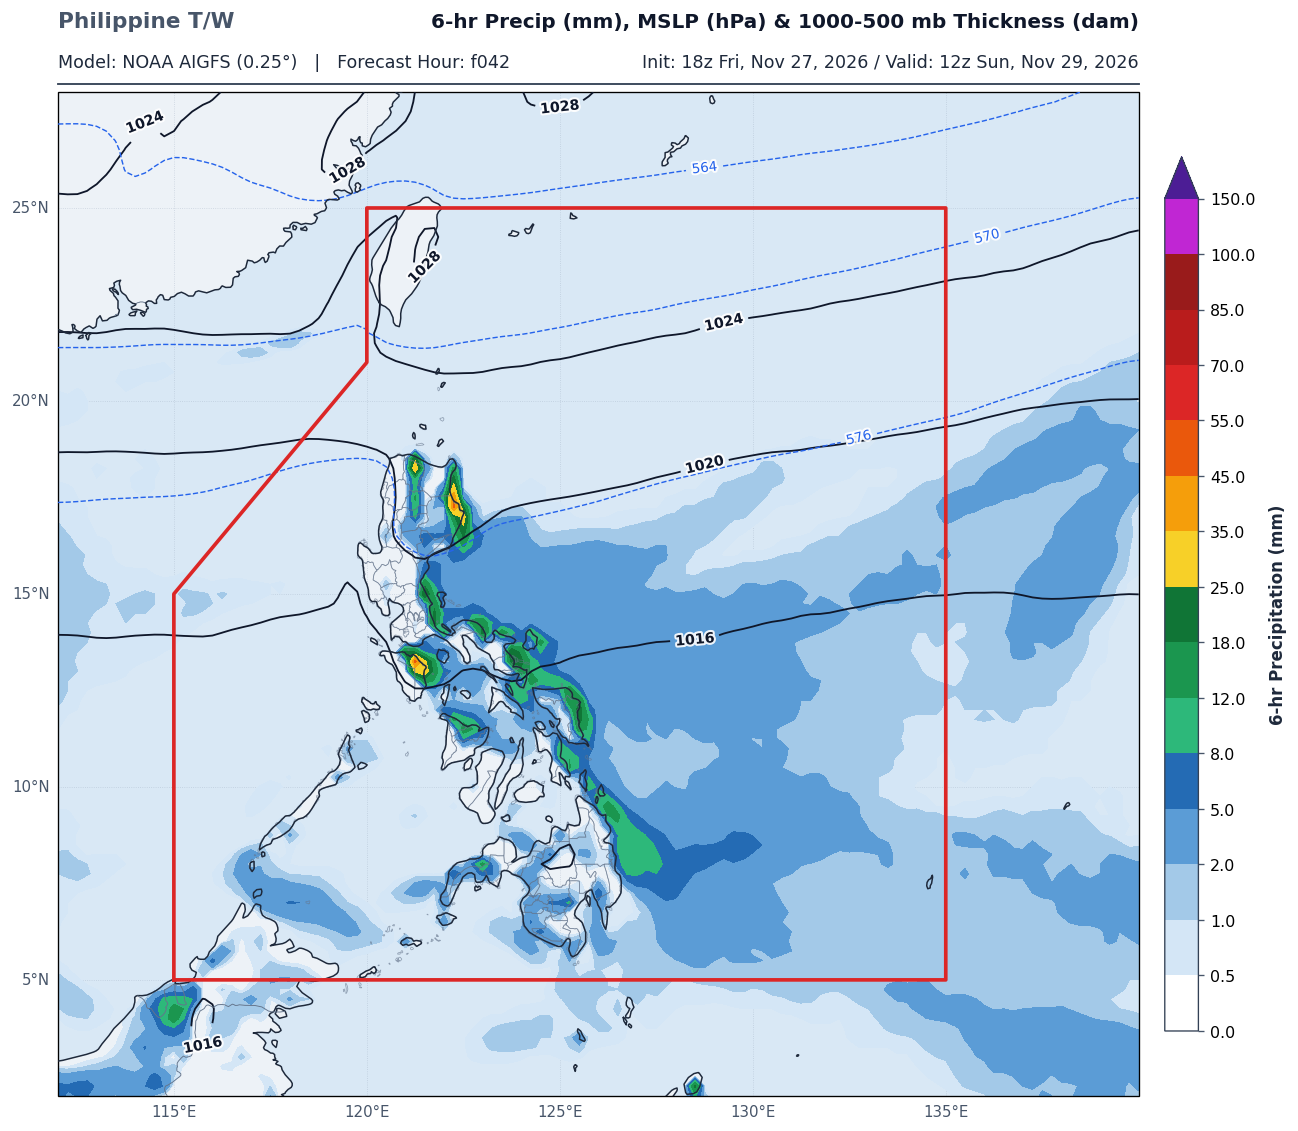 Philippine T/W
6-hr Precip (mm), MSLP (hPa) & 1000-500 mb Thickness (dam)
Model: NOAA AIGFS (0.25°) | Forecast Hour: f042
Init: 18z Fri, Nov 27, 2026 / Valid: 12z Sun, Nov 29, 2026
1024
1028
1028
564
570
1028
1024
576
1020
1016
1016
25°N
20°N
15°N
10°N
5°N
115°E
120°E
125°E
130°E
135°E
150.0
100.0
85.0
70.0
55.0
45.0
35.0
25.0
18.0
12.0
8.0
5.0
2.0
1.0
0.5
0.0
6-hr Precipitation (mm)